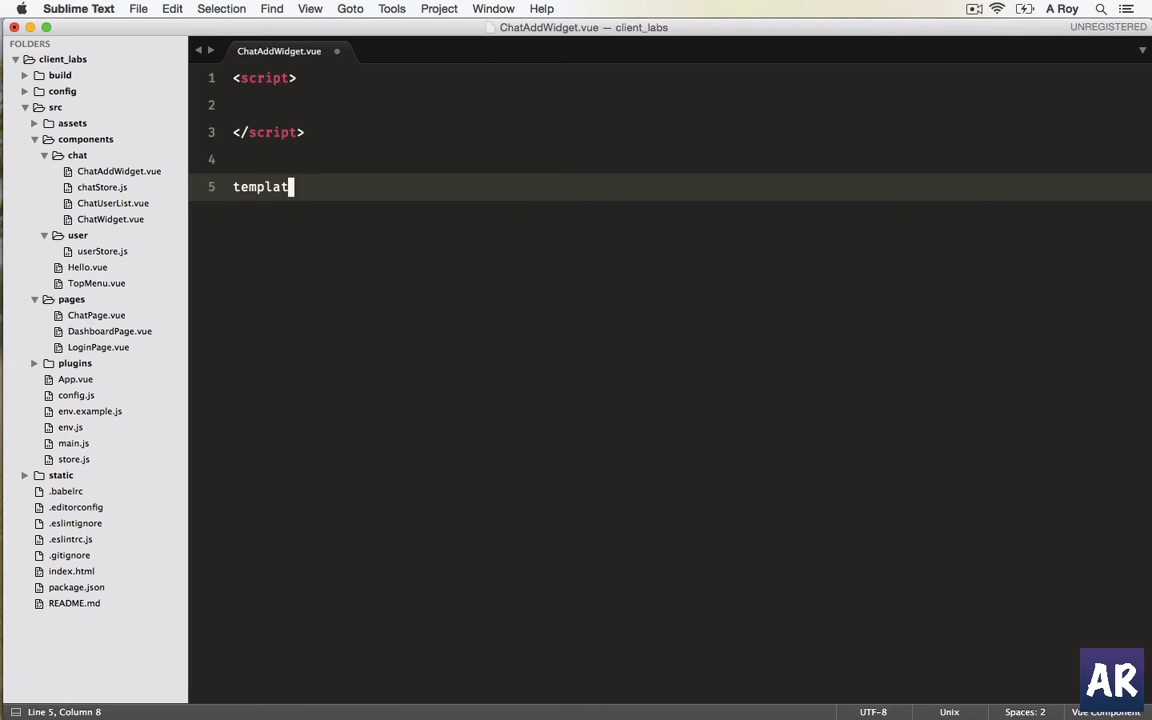 Sublime Text File Edit Selection Find View Goto Tools Project Window Help A Roy
ChatAddWidget.vue — client_labs UNREGISTERED
FOLDERS
client_labs
build
config
src
assets
components
chat
ChatAddWidget.vue
chatStore.js
ChatUserList.vue
ChatWidget.vue
user
userStore.js
Hello.vue
TopMenu.vue
pages
ChatPage.vue
DashboardPage.vue
LoginPage.vue
plugins
App.vue
config.js
env.example.js
env.js
main.js
store.js
static
.babelrc
.editorconfig
.eslintignore
.eslintrc.js
.gitignore
index.html
package.json
README.md
ChatAddWidget.vue
1 <script>
2
3 </script>
4
5 templat
AR
Line 5, Column 8 UTF-8 Unix Spaces: 2 Vue Component